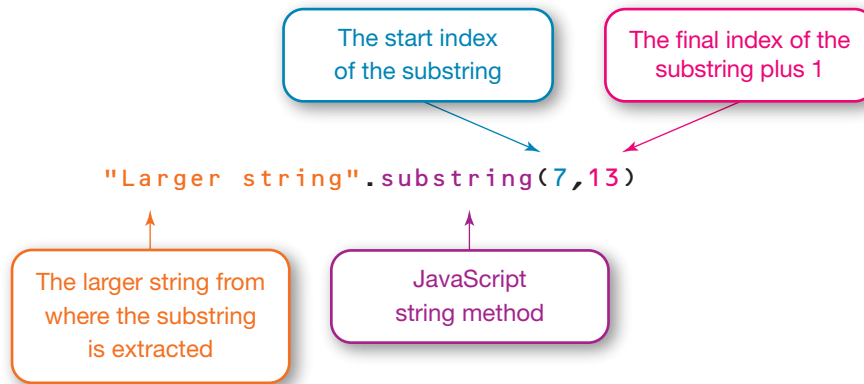 The start index
of the substring
The final index of the
substring plus 1
"Larger string".substring(7,13)
The larger string from
where the substring
is extracted
JavaScript
string method